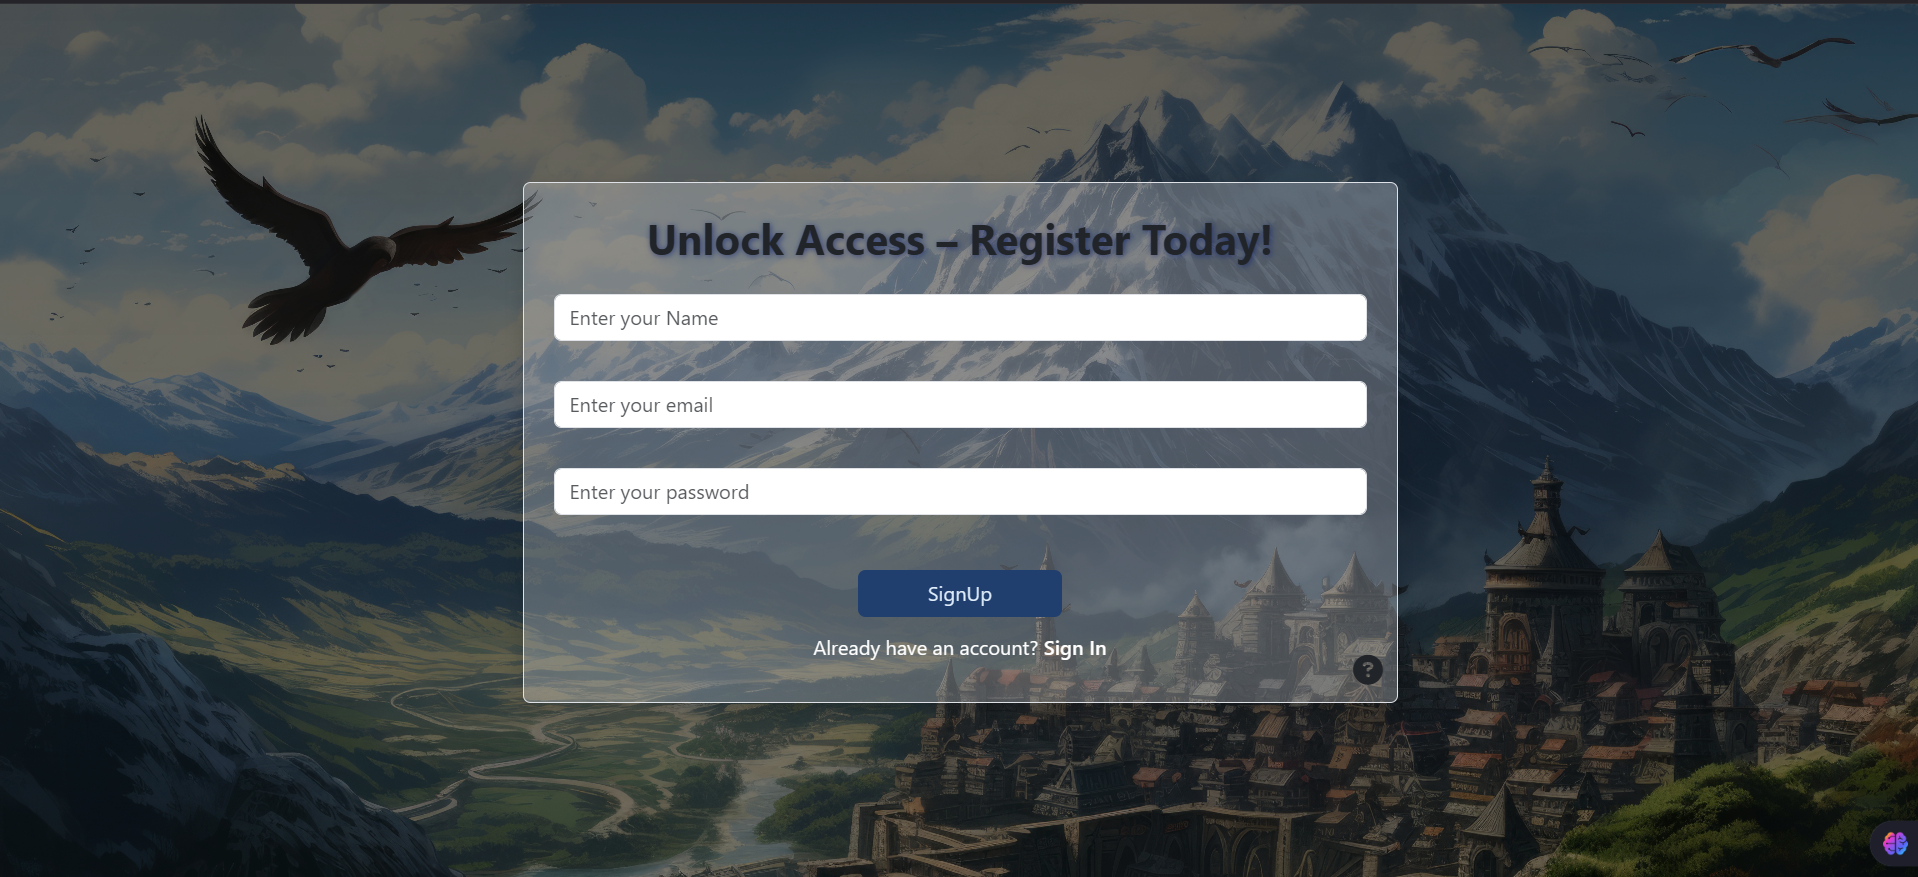 Unlock Access – Register Today!
Enter your Name
Enter your email
Enter your password
SignUp
Already have an account? Sign In
?